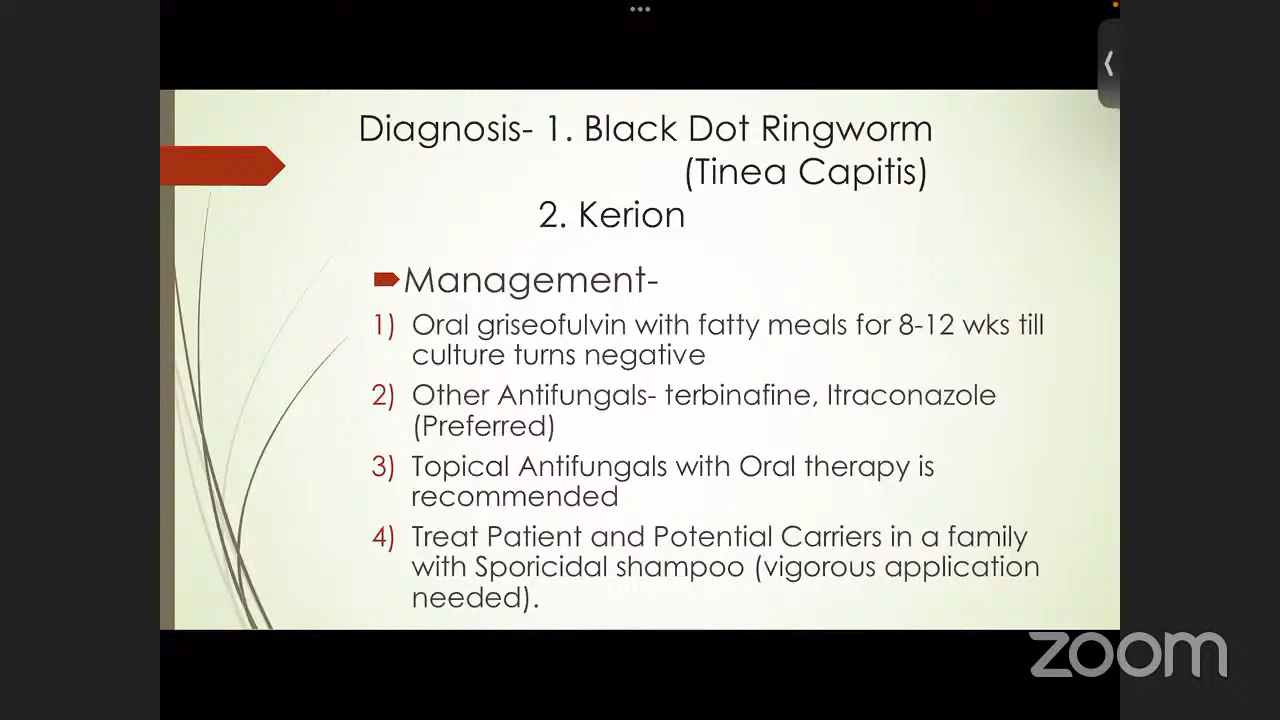 Diagnosis- 1. Black Dot Ringworm
(Tinea Capitis)
2. Kerion
Management-
1) Oral griseofulvin with fatty meals for 8-12 wks till
culture turns negative
2) Other Antifungals- terbinafine, Itraconazole
(Preferred)
3) Topical Antifungals with Oral therapy is
recommended
4) Treat Patient and Potential Carriers in a family
with Sporicidal shampoo (vigorous application
needed).
zoom